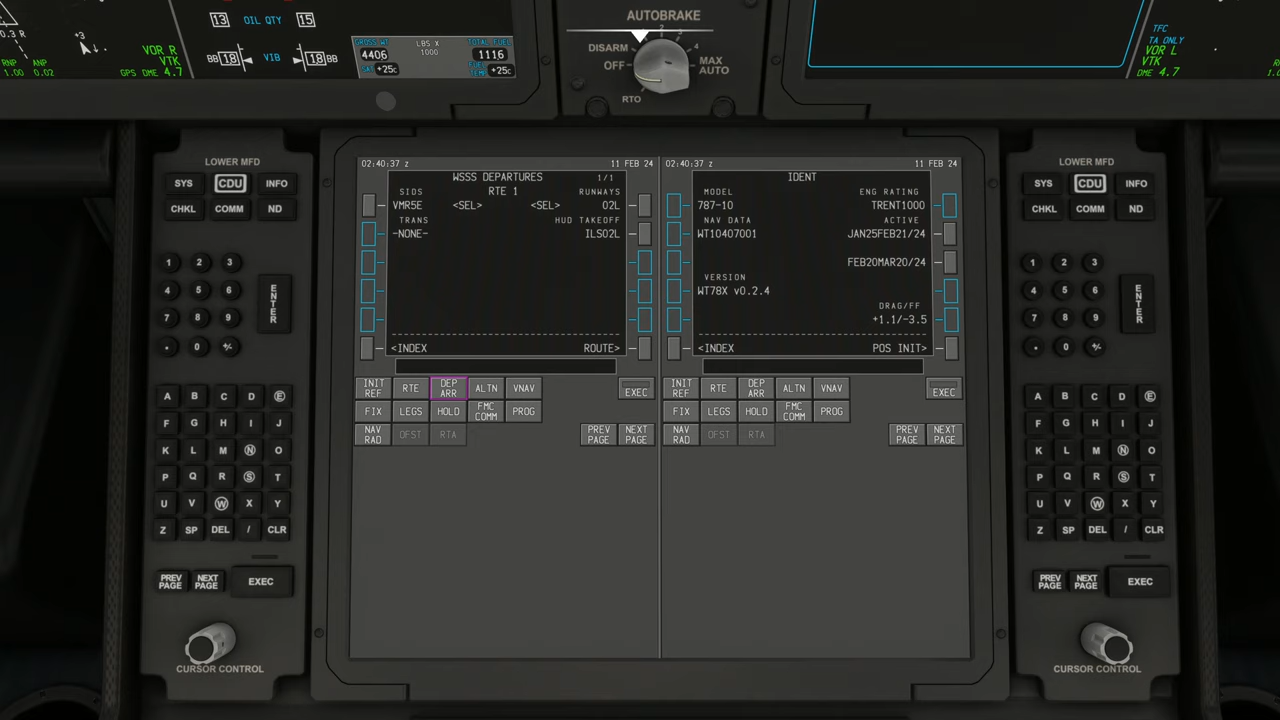 0.3 R
+3
RNP
1.00
ANP
0.02
VOR R
VTK
GPS DME 4.7
13 OIL QTY 15
BB 18 VIB 18 BB
GROSS WT
4406
LBS X
1000
TOTAL FUEL
1116
SAT +25c
FUEL
TEMP +25c
AUTOBRAKE
DISARM
OFF
RTO
2
3
4
MAX
AUTO
TFC
TA ONLY
VOR L
VTK
DME 4.7
LOWER MFD
SYS CDU INFO
CHKL COMM ND
1 2 3
4 5 6
7 8 9
. 0 +/-
ENTER
A B C D E
F G H I J
K L M N O
P Q R S T
U V W X Y
Z SP DEL / CLR
PREV
PAGE
NEXT
PAGE
EXEC
CURSOR CONTROL
02:40:37 z 11 FEB 24
WSSS DEPARTURES 1/1
SIDS RTE 1 RUNWAYS
VMR5E <SEL> <SEL> 02L
TRANS HUD TAKEOFF
-NONE- ILS02L
<INDEX ROUTE>
INIT
REF
RTE
DEP
ARR
ALTN
VNAV
EXEC
FIX LEGS HOLD
FMC
COMM
PROG
NAV
RAD
OFST
RTA
PREV
PAGE
NEXT
PAGE
02:40:37 z 11 FEB 24
IDENT
MODEL ENG RATING
787-10 TRENT1000
NAV DATA ACTIVE
WT10407001 JAN25FEB21/24
FEB20MAR20/24
VERSION
WT78X v0.2.4
DRAG/FF
+1.1/-3.5
<INDEX POS INIT>
INIT
REF
RTE
DEP
ARR
ALTN
VNAV
EXEC
FIX LEGS HOLD
FMC
COMM
PROG
NAV
RAD
OFST
RTA
PREV
PAGE
NEXT
PAGE
LOWER MFD
SYS CDU INFO
CHKL COMM ND
1 2 3
4 5 6
7 8 9
. 0 +/-
ENTER
A B C D E
F G H I J
K L M N O
P Q R S T
U V W X Y
Z SP DEL / CLR
PREV
PAGE
NEXT
PAGE
EXEC
CURSOR CONTROL